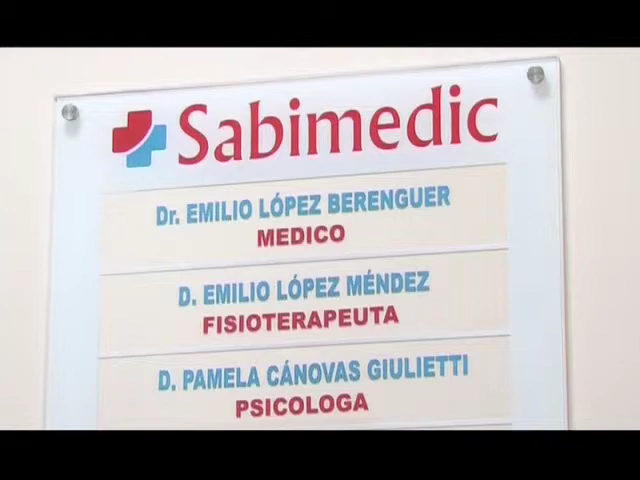 Sabimedic
Dr. EMILIO LÓPEZ BERENGUER
MEDICO
D. EMILIO LÓPEZ MÉNDEZ
FISIOTERAPEUTA
D. PAMELA CÁNOVAS GIULIETTI
PSICOLOGA